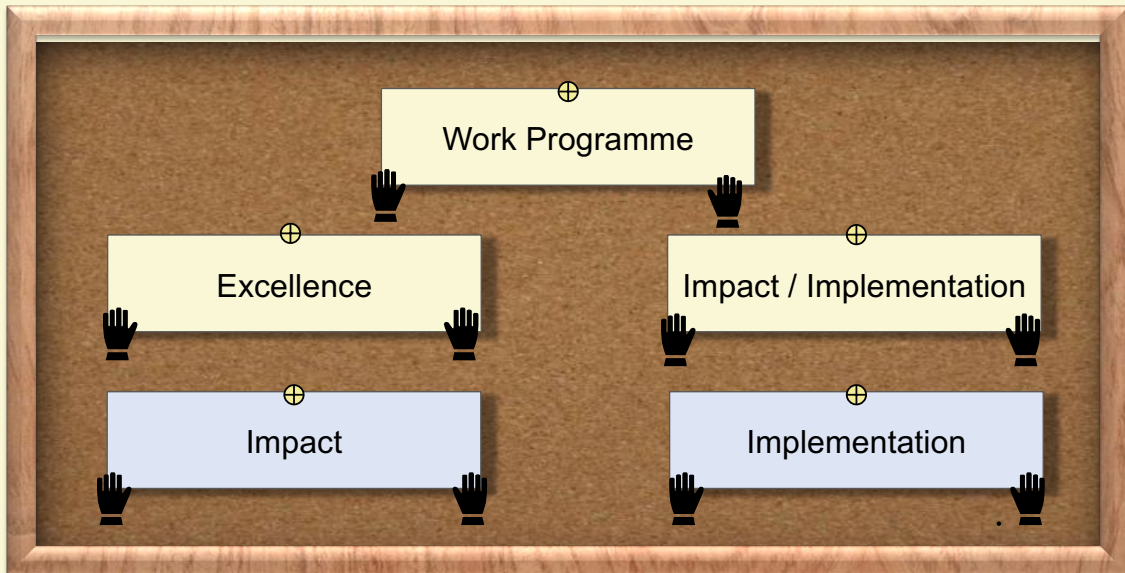 Work Programme
Excellence
Impact / Implementation
Impact
Implementation